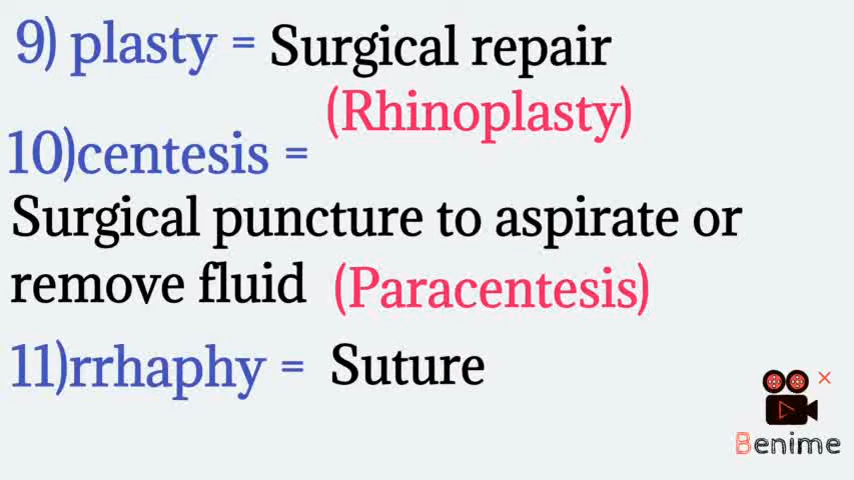 9) plasty = Surgical repair
(Rhinoplasty)
10)centesis =
Surgical puncture to aspirate or
remove fluid (Paracentesis)
11)rrhaphy = Suture
Benime